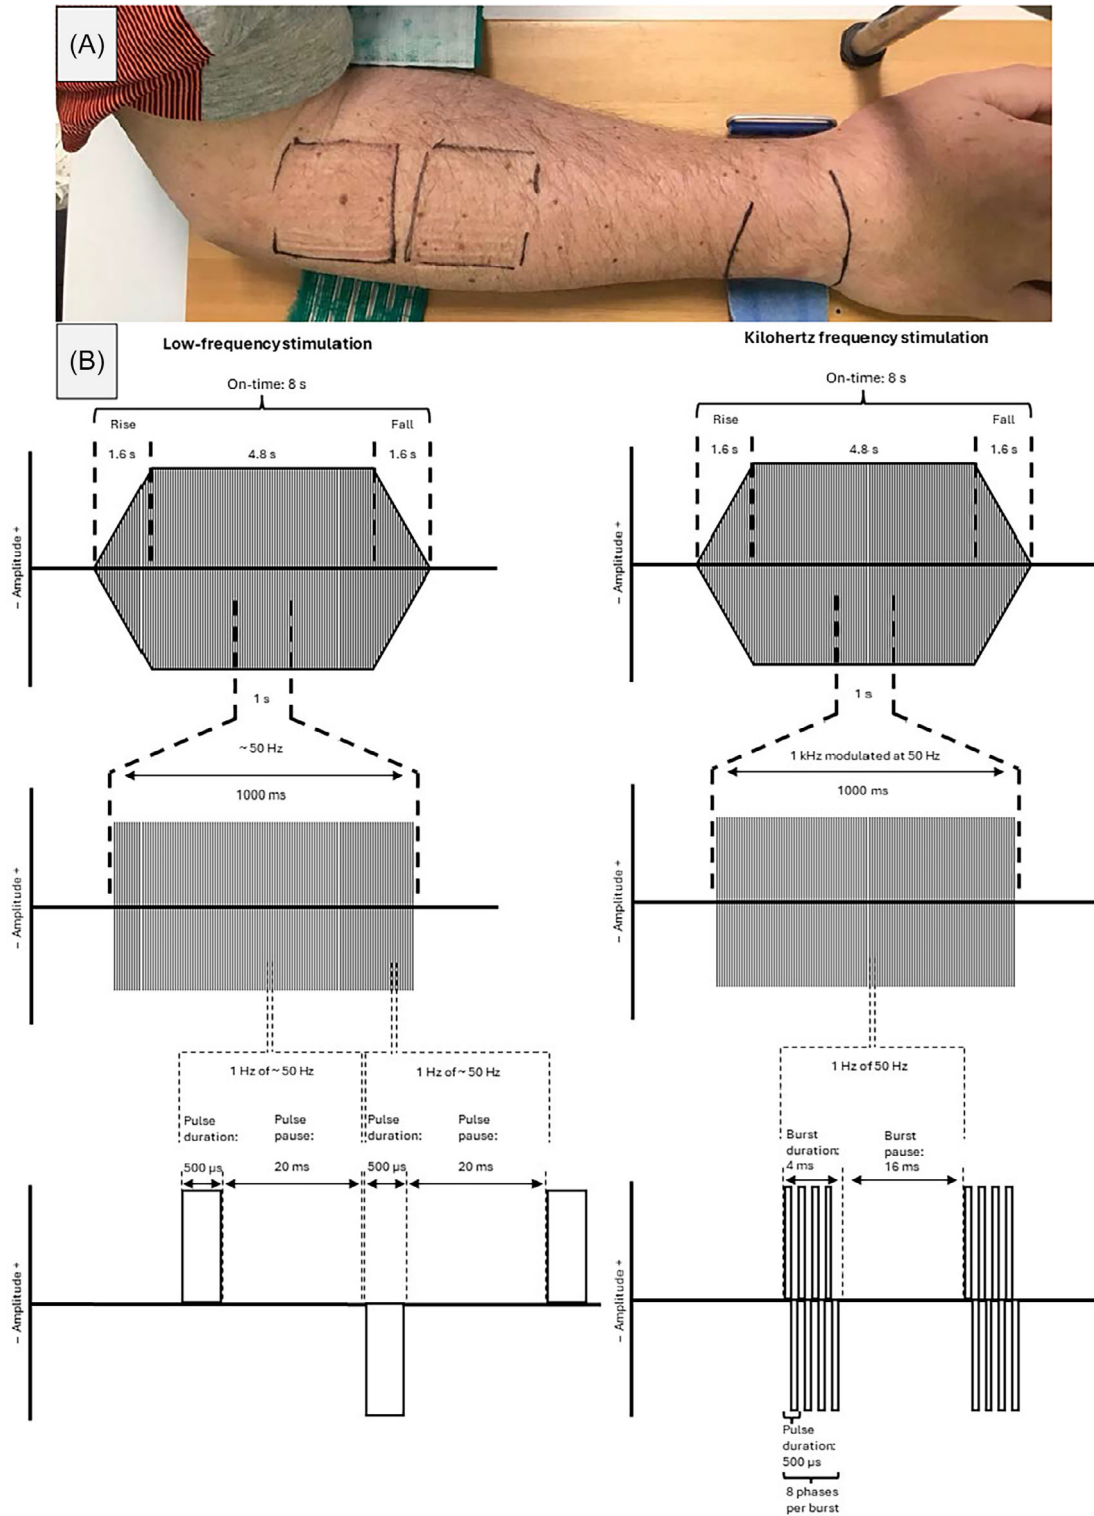 (A)
(B)
Low-frequency stimulation
On-time: 8 s
Rise
Fall
1.6 s
4.8 s
1.6 s
– Amplitude +
1 s
~ 50 Hz
1000 ms
– Amplitude +
1 Hz of ~ 50 Hz
1 Hz of ~ 50 Hz
Pulse
duration:
500 µs
Pulse
pause:
20 ms
Pulse
duration:
500 µs
Pulse
pause:
20 ms
– Amplitude +
Kilohertz frequency stimulation
On-time: 8 s
Rise
Fall
1.6 s
4.8 s
1.6 s
– Amplitude +
1 s
1 kHz modulated at 50 Hz
1000 ms
– Amplitude +
1 Hz of 50 Hz
Burst
duration:
4 ms
Burst
pause:
16 ms
– Amplitude +
Pulse
duration:
500 µs
8 phases
per burst